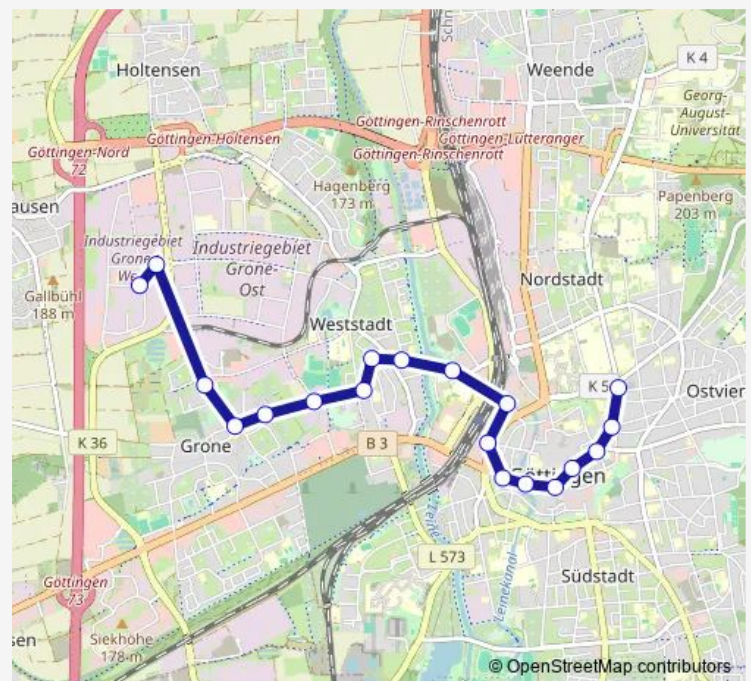 Holtensen
Weende
K 4
Georg-
August-
Universität
Göttingen-Rinschenrott
Göttingen-Holtensen
Göttingen-Lutteranger
Göttingen-Nord
72
Göttingen-Rinschenrott
Hagenberg
173 m
Papenberg
203 m
ausen
Industriegebiet
Grone-
We
Industriegebiet
Grone-
Ost
Nordstadt
Gallbühl
188 m
Weststadt
K 5
Ostvier
K 36
Grone
B 3
Göttingen
L 573
Leinekanal
Göttingen
73
Südstadt
sen
Siekhöhe
178 m
© OpenStreetMap contributors